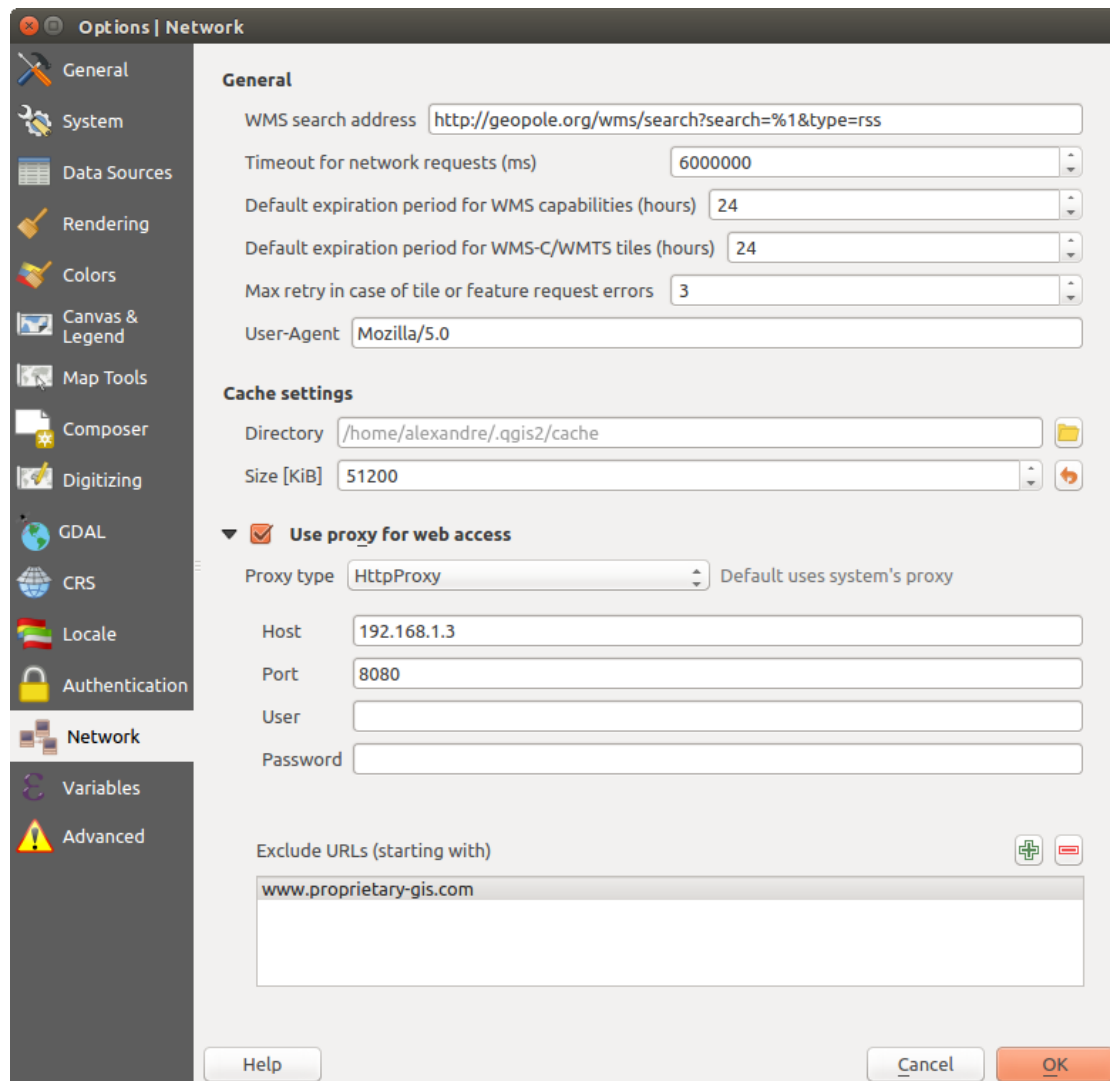 Options | Network
General
System
Data Sources
Rendering
Colors
Canvas &
Legend
Map Tools
Composer
Digitizing
GDAL
CRS
Locale
Authentication
Network
Variables
Advanced
General
WMS search address http://geopole.org/wms/search?search=%1&type=rss
Timeout for network requests (ms) 6000000
Default expiration period for WMS capabilities (hours) 24
Default expiration period for WMS-C/WMTS tiles (hours) 24
Max retry in case of tile or feature request errors 3
User-Agent Mozilla/5.0
Cache settings
Directory /home/alexandre/.qgis2/cache
Size [KiB] 51200
Use proxy for web access
Proxy type HttpProxy Default uses system's proxy
Host 192.168.1.3
Port 8080
User
Password
Exclude URLs (starting with)
www.proprietary-gis.com
Help Cancel OK